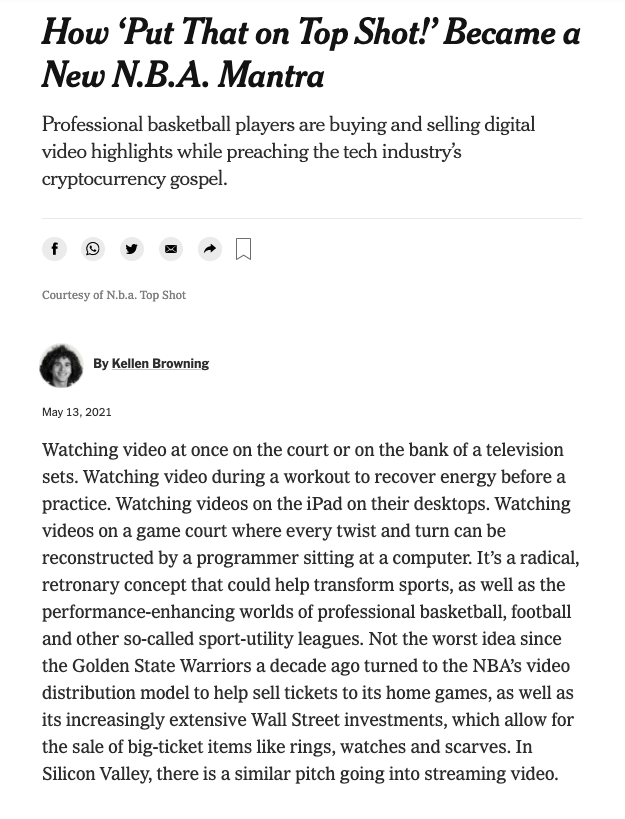 How ‘Put That on Top Shot!’ Became a
New N.B.A. Mantra
Professional basketball players are buying and selling digital
video highlights while preaching the tech industry’s
cryptocurrency gospel.
Courtesy of N.b.a. Top Shot
By Kellen Browning
May 13, 2021
Watching video at once on the court or on the bank of a television
sets. Watching video during a workout to recover energy before a
practice. Watching videos on the iPad on their desktops. Watching
videos on a game court where every twist and turn can be
reconstructed by a programmer sitting at a computer. It’s a radical,
retronary concept that could help transform sports, as well as the
performance-enhancing worlds of professional basketball, football
and other so-called sport-utility leagues. Not the worst idea since
the Golden State Warriors a decade ago turned to the NBA’s video
distribution model to help sell tickets to its home games, as well as
its increasingly extensive Wall Street investments, which allow for
the sale of big-ticket items like rings, watches and scarves. In
Silicon Valley, there is a similar pitch going into streaming video.